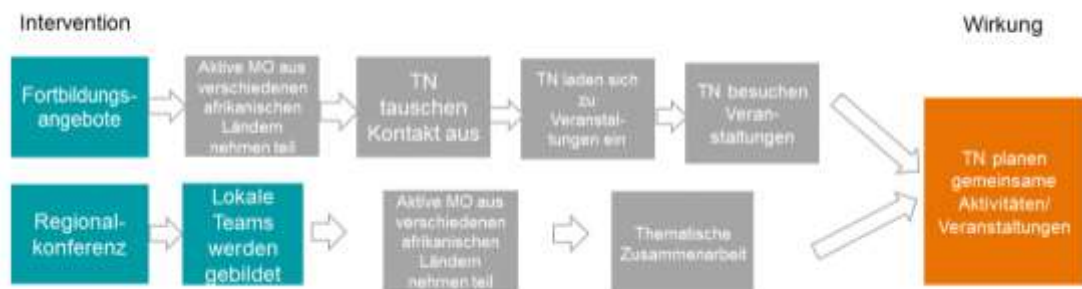 Intervention
Wirkung
Fortbildungs-
angebote
Aktive MO aus
verschiedenen
afrikanischen
Ländern
nehmen teil
TN
tauschen
Kontakt aus
TN laden sich
zu
Veranstal-
tungen ein
TN besuchen
Veran-
staltungen
Regional-
konferenz
Lokale
Teams
werden
gebildet
Aktive MO aus
verschiedenen
afrikanischen
Ländern
nehmen teil
Thematische
Zusammenarbeit
TN planen
gemeinsame
Aktivitäten/
Veranstaltungen